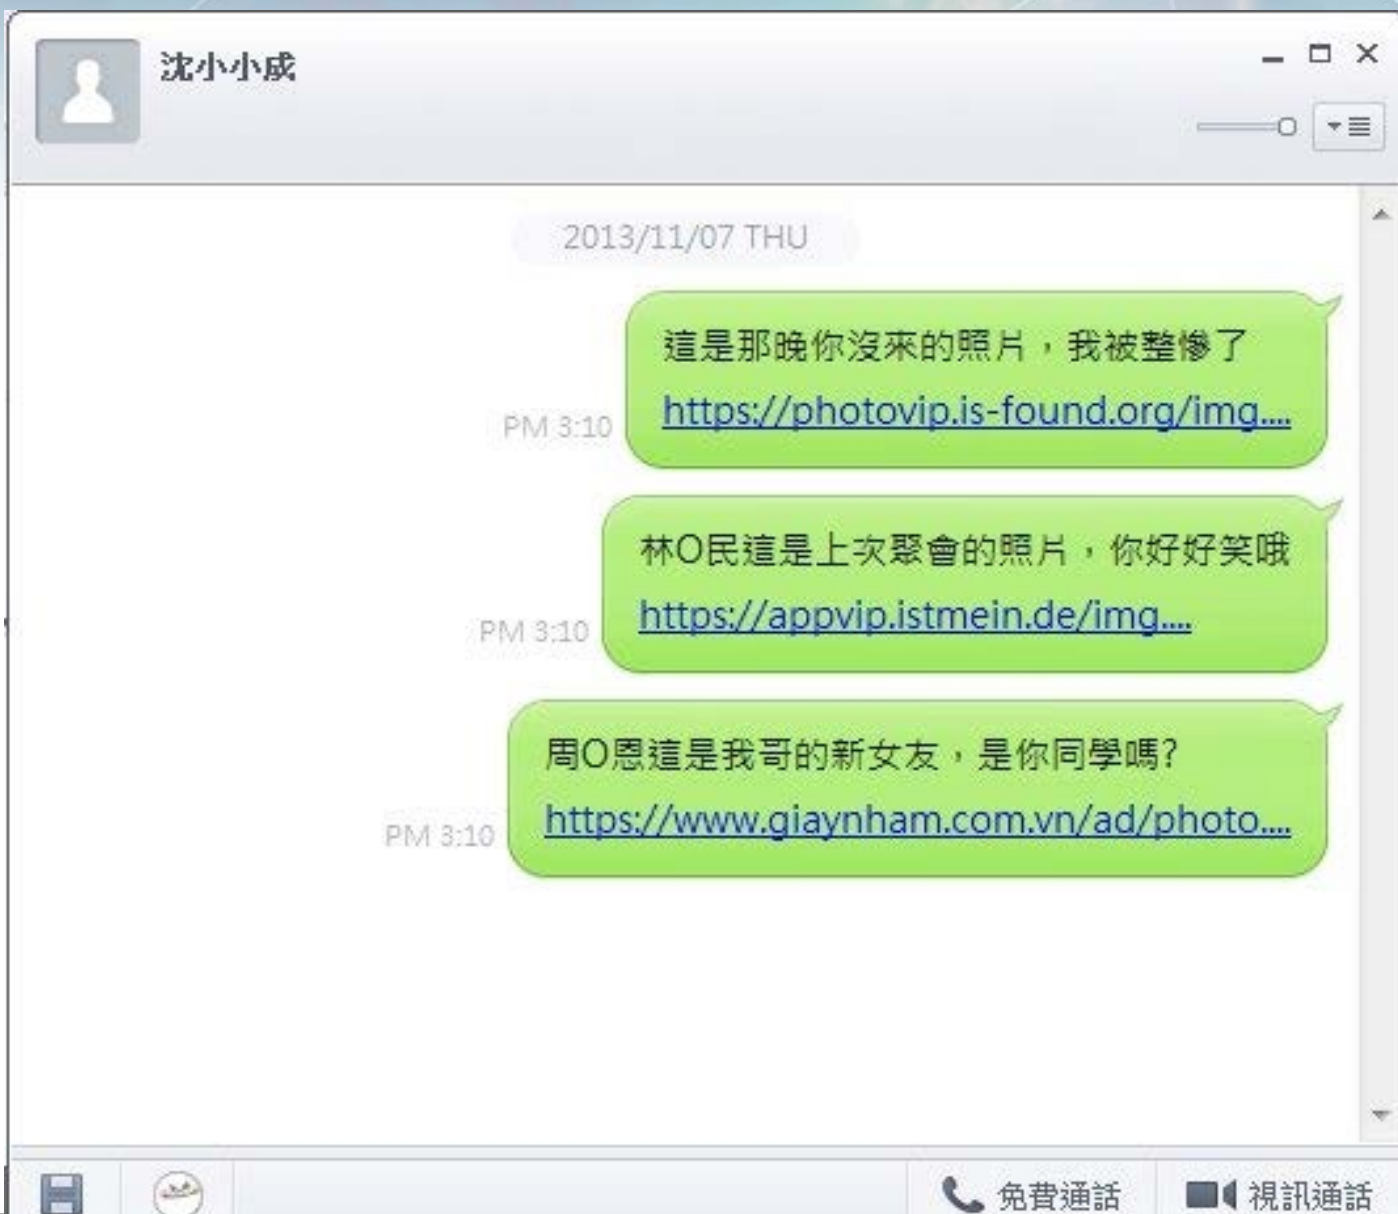 沈小小成
2013/11/07 THU
這是那晚你沒來的照片，我被整慘了
https://photovip.is-found.org/img....
PM 3:10
林O民這是上次聚會的照片，你好好笑哦
https://appvip.istmein.de/img....
PM 3:10
周O恩這是我哥的新女友，是你同學嗎?
https://www.giaynham.com.vn/ad/photo....
PM 3:10
免費通話
視訊通話